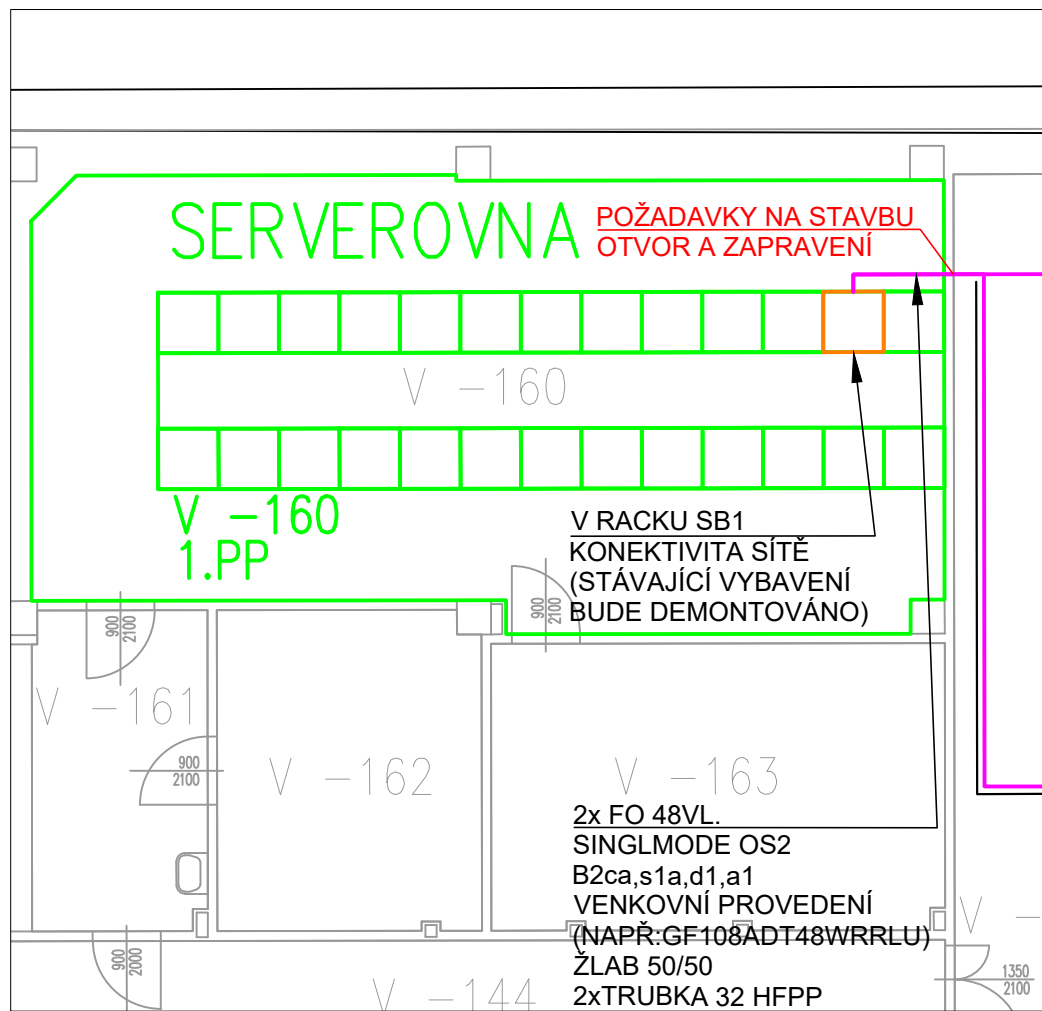 SERVEROVNA
POŽADAVKY NA STAVBU
OTVOR A ZAPRAVENÍ
V -160
V -160
1.PP
V RACKU SB1
KONEKTIVITA SÍTĚ
(STÁVAJÍCÍ VYBAVENÍ
BUDE DEMONTOVÁNO)
900
2100
900
2100
V -161
900
2100
V -162
V -163
2x FO 48VL.
SINGLMODE OS2
B2ca,s1a,d1,a1
VENKOVNÍ PROVEDENÍ
(NAPŘ:GF108ADT48WRRLU)
ŽLAB 50/50
2xTRUBKA 32 HFPP
V -
900
2000
V -144
1350
2100